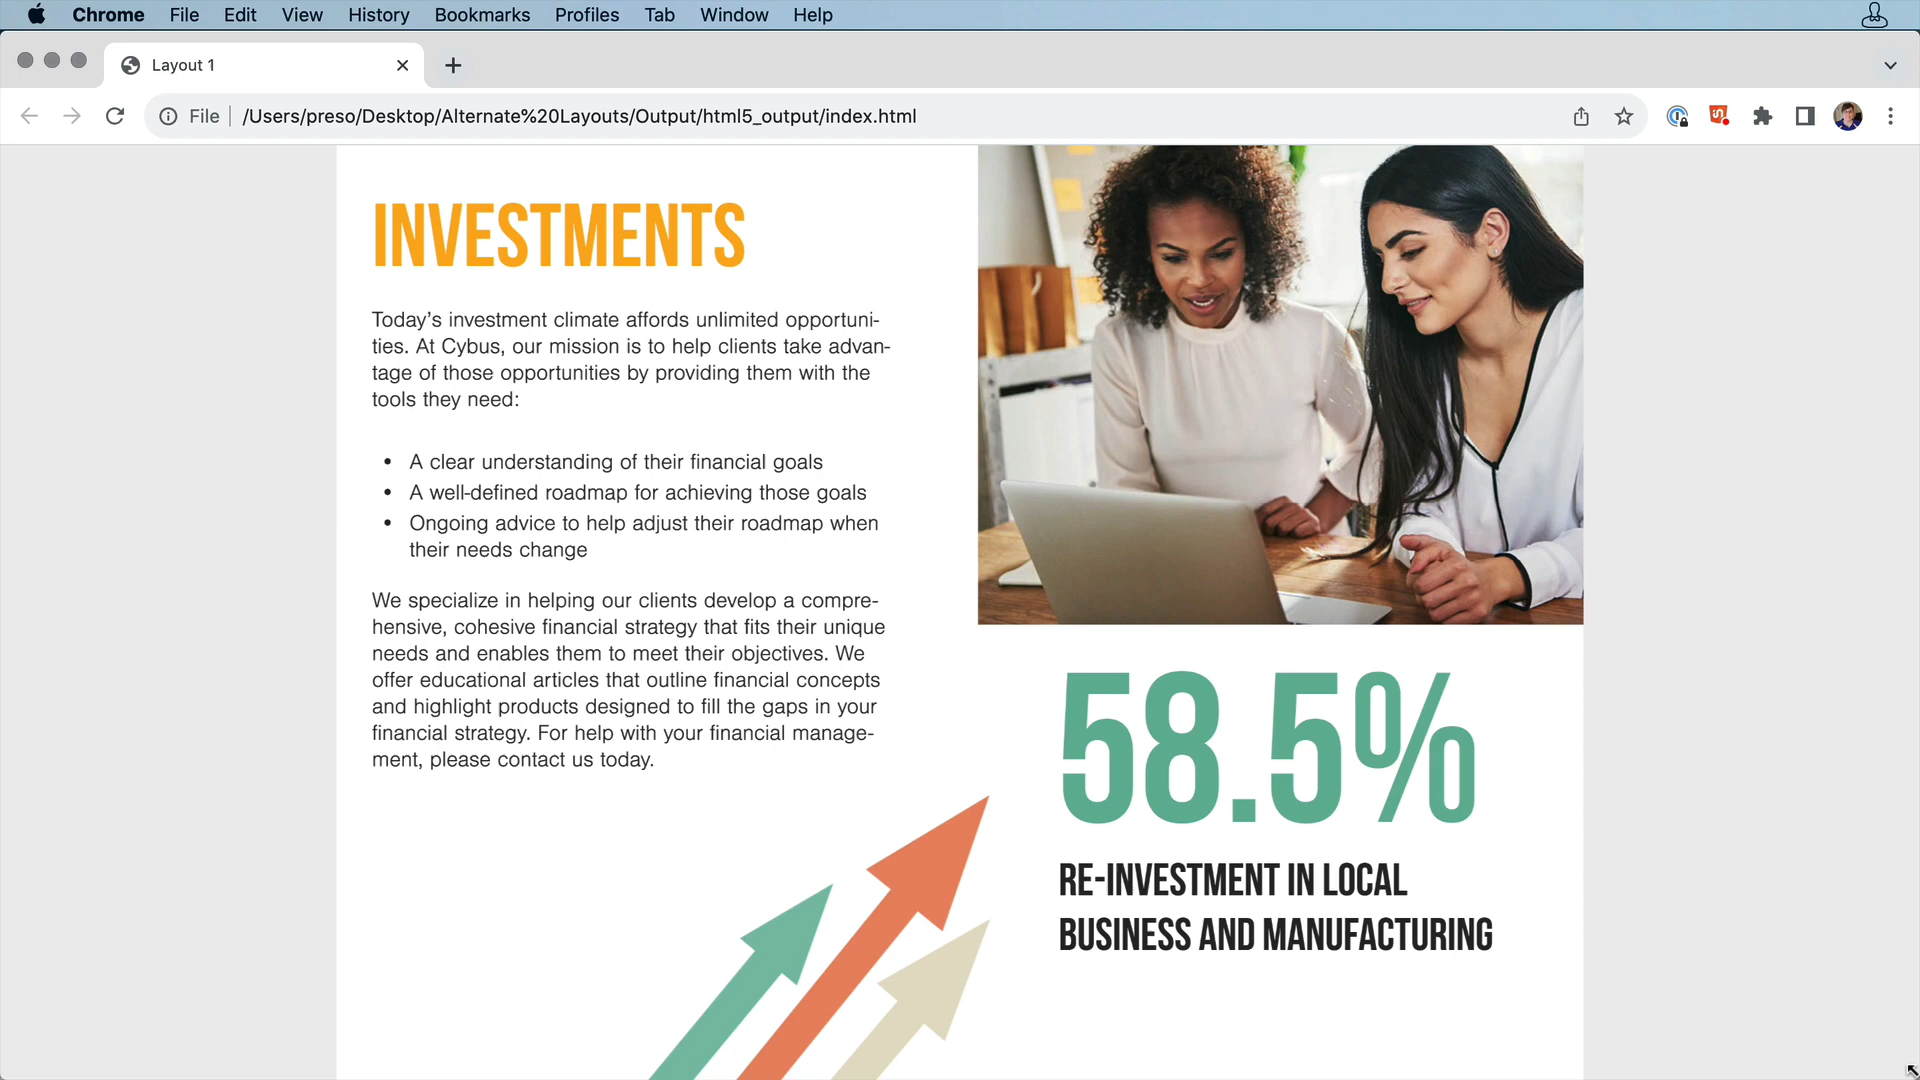 Chrome File Edit View History Bookmarks Profiles Tab Window Help
Layout 1
File /Users/preso/Desktop/Alternate%20Layouts/Output/html5_output/index.html
INVESTMENTS
Today’s investment climate affords unlimited opportuni-
ties. At Cybus, our mission is to help clients take advan-
tage of those opportunities by providing them with the
tools they need:
• A clear understanding of their financial goals
• A well-defined roadmap for achieving those goals
• Ongoing advice to help adjust their roadmap when
their needs change
We specialize in helping our clients develop a compre-
hensive, cohesive financial strategy that fits their unique
needs and enables them to meet their objectives. We
offer educational articles that outline financial concepts
and highlight products designed to fill the gaps in your
financial strategy. For help with your financial manage-
ment, please contact us today.
58.5%
RE-INVESTMENT IN LOCAL
BUSINESS AND MANUFACTURING